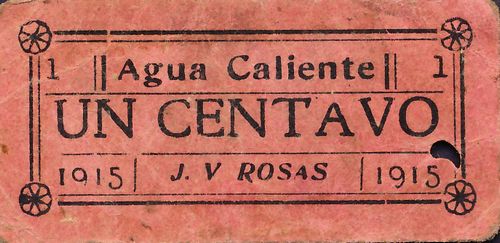 1 Agua Caliente 1
UN CENTAVO
1915 J. V ROSAS 1915